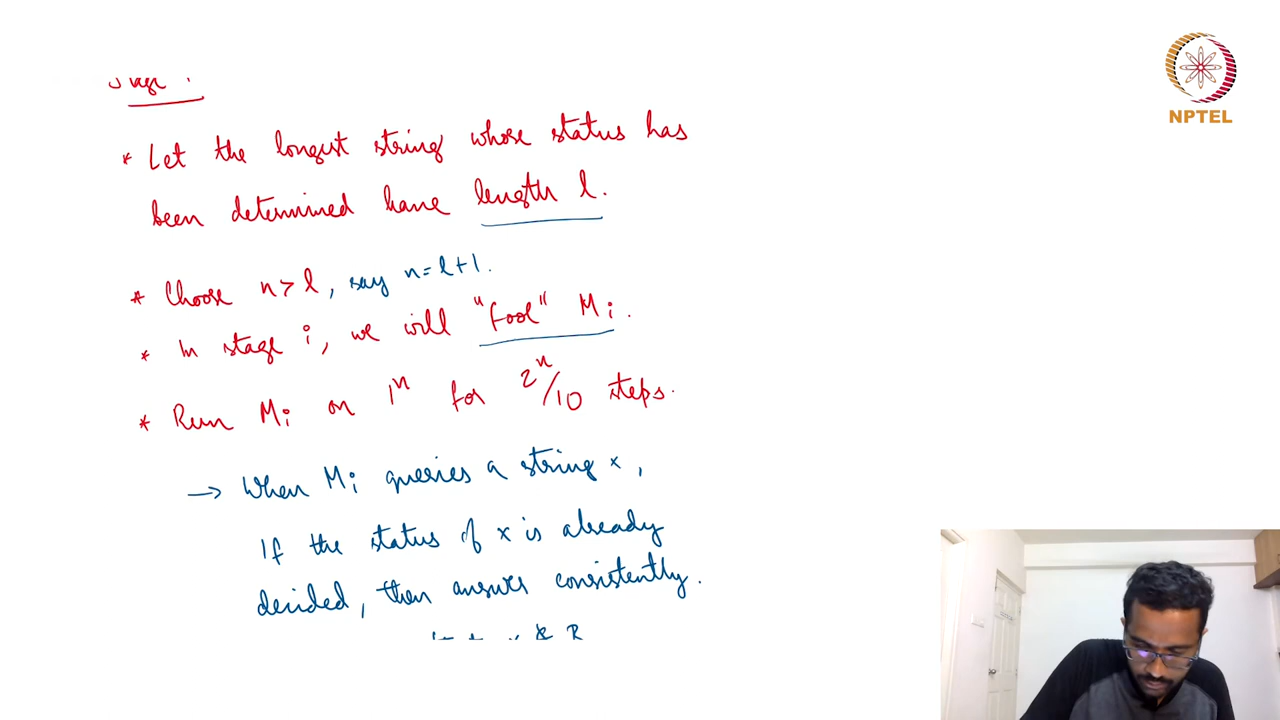 Stage i
* Let the longest string whose status has
been determined have length l.
* Choose n > l, say n = l+1.
* In stage i, we will "fool" Mi.
* Run Mi on 1^n for 2^n/10 steps.
→ When Mi queries a string x,
If the status of x is already
decided, then answer consistently.
NPTEL